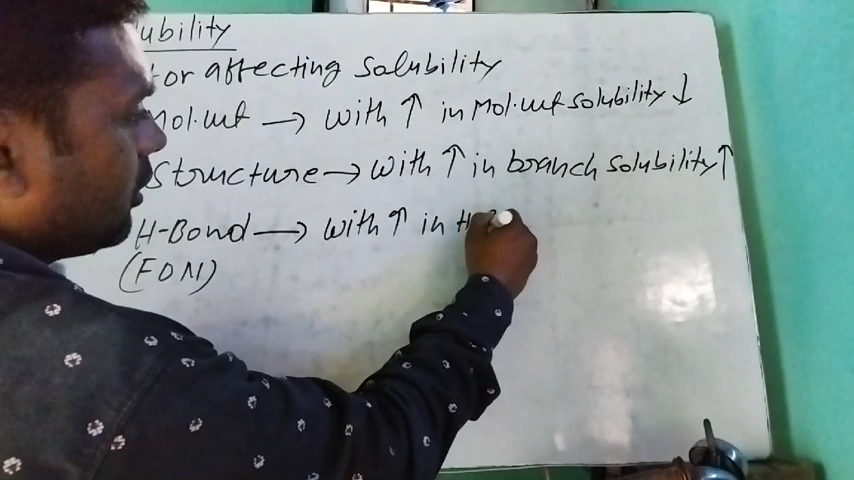 ubility
or affecting solubility
Mol.wt → with ↑ in Mol.wt solubility ↓
Structure → with ↑ in branch solubility ↑
H-Bond → with ↑ in H
(FON)